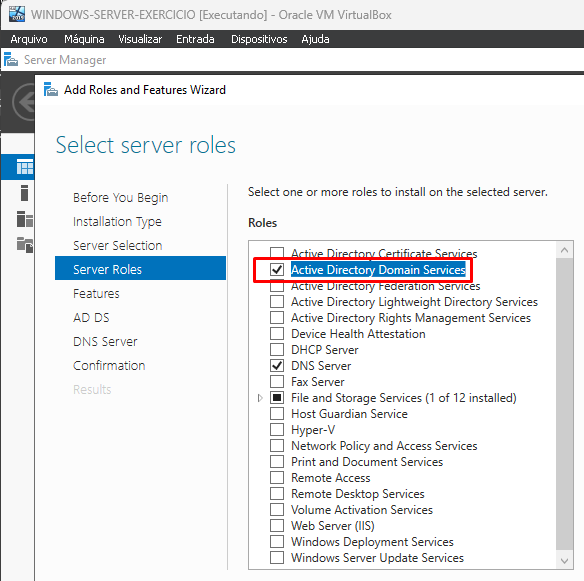 WINDOWS-SERVER-EXERCICIO [Executando] - Oracle VM VirtualBox
Arquivo Máquina Visualizar Entrada Dispositivos Ajuda
Server Manager
Add Roles and Features Wizard
Select server roles
Before You Begin
Installation Type
Server Selection
Server Roles
Features
AD DS
DNS Server
Confirmation
Results
Select one or more roles to install on the selected server.
Roles
Active Directory Certificate Services
Active Directory Domain Services
Active Directory Federation Services
Active Directory Lightweight Directory Services
Active Directory Rights Management Services
Device Health Attestation
DHCP Server
DNS Server
Fax Server
File and Storage Services (1 of 12 installed)
Host Guardian Service
Hyper-V
Network Policy and Access Services
Print and Document Services
Remote Access
Remote Desktop Services
Volume Activation Services
Web Server (IIS)
Windows Deployment Services
Windows Server Update Services